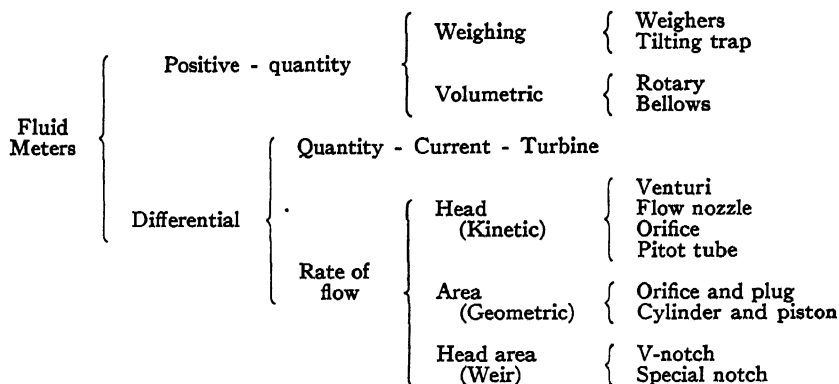 Fluid
Meters
Positive - quantity
Weighing
Weighers
Tilting trap
Volumetric
Rotary
Bellows
Differential
Quantity - Current - Turbine
Rate of
flow
Head
(Kinetic)
Venturi
Flow nozzle
Orifice
Pitot tube
Area
(Geometric)
Orifice and plug
Cylinder and piston
Head area
(Weir)
V-notch
Special notch